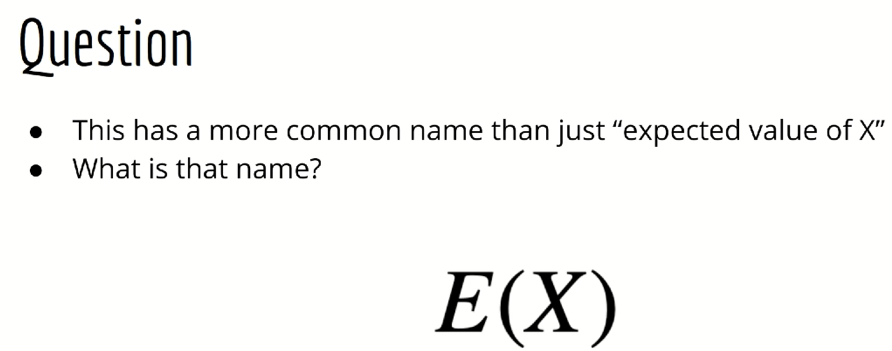 Question
● This has a more common name than just “expected value of X”
● What is that name?
E(X)